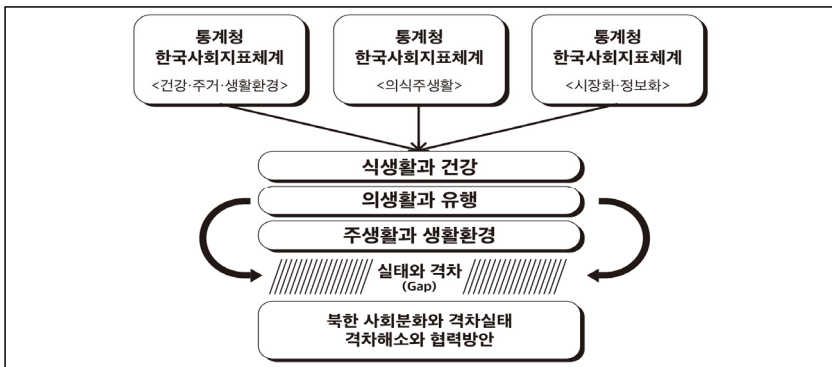 통계청
한국사회지표체계
<건강·주거·생활환경>
통계청
한국사회지표체계
<의식주생활>
통계청
한국사회지표체계
<시장화·정보화>
식생활과 건강
의생활과 유행
주생활과 생활환경
실태와 격차
(Gap)
북한 사회분화와 격차실태
격차해소와 협력방안